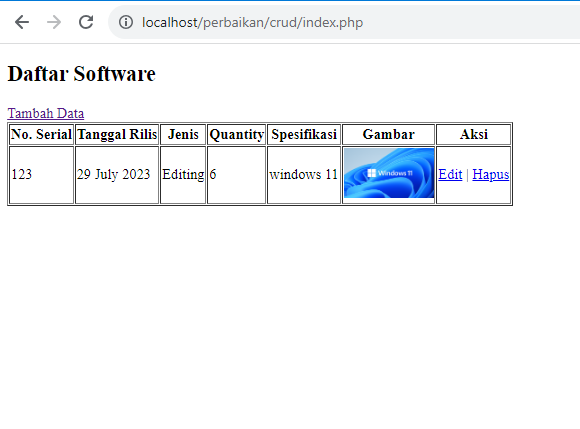 localhost/perbaikan/crud/index.php
Daftar Software
Tambah Data
No. Serial Tanggal Rilis Jenis Quantity Spesifikasi Gambar Aksi
123 29 July 2023 Editing 6 windows 11 Windows 11 Edit | Hapus